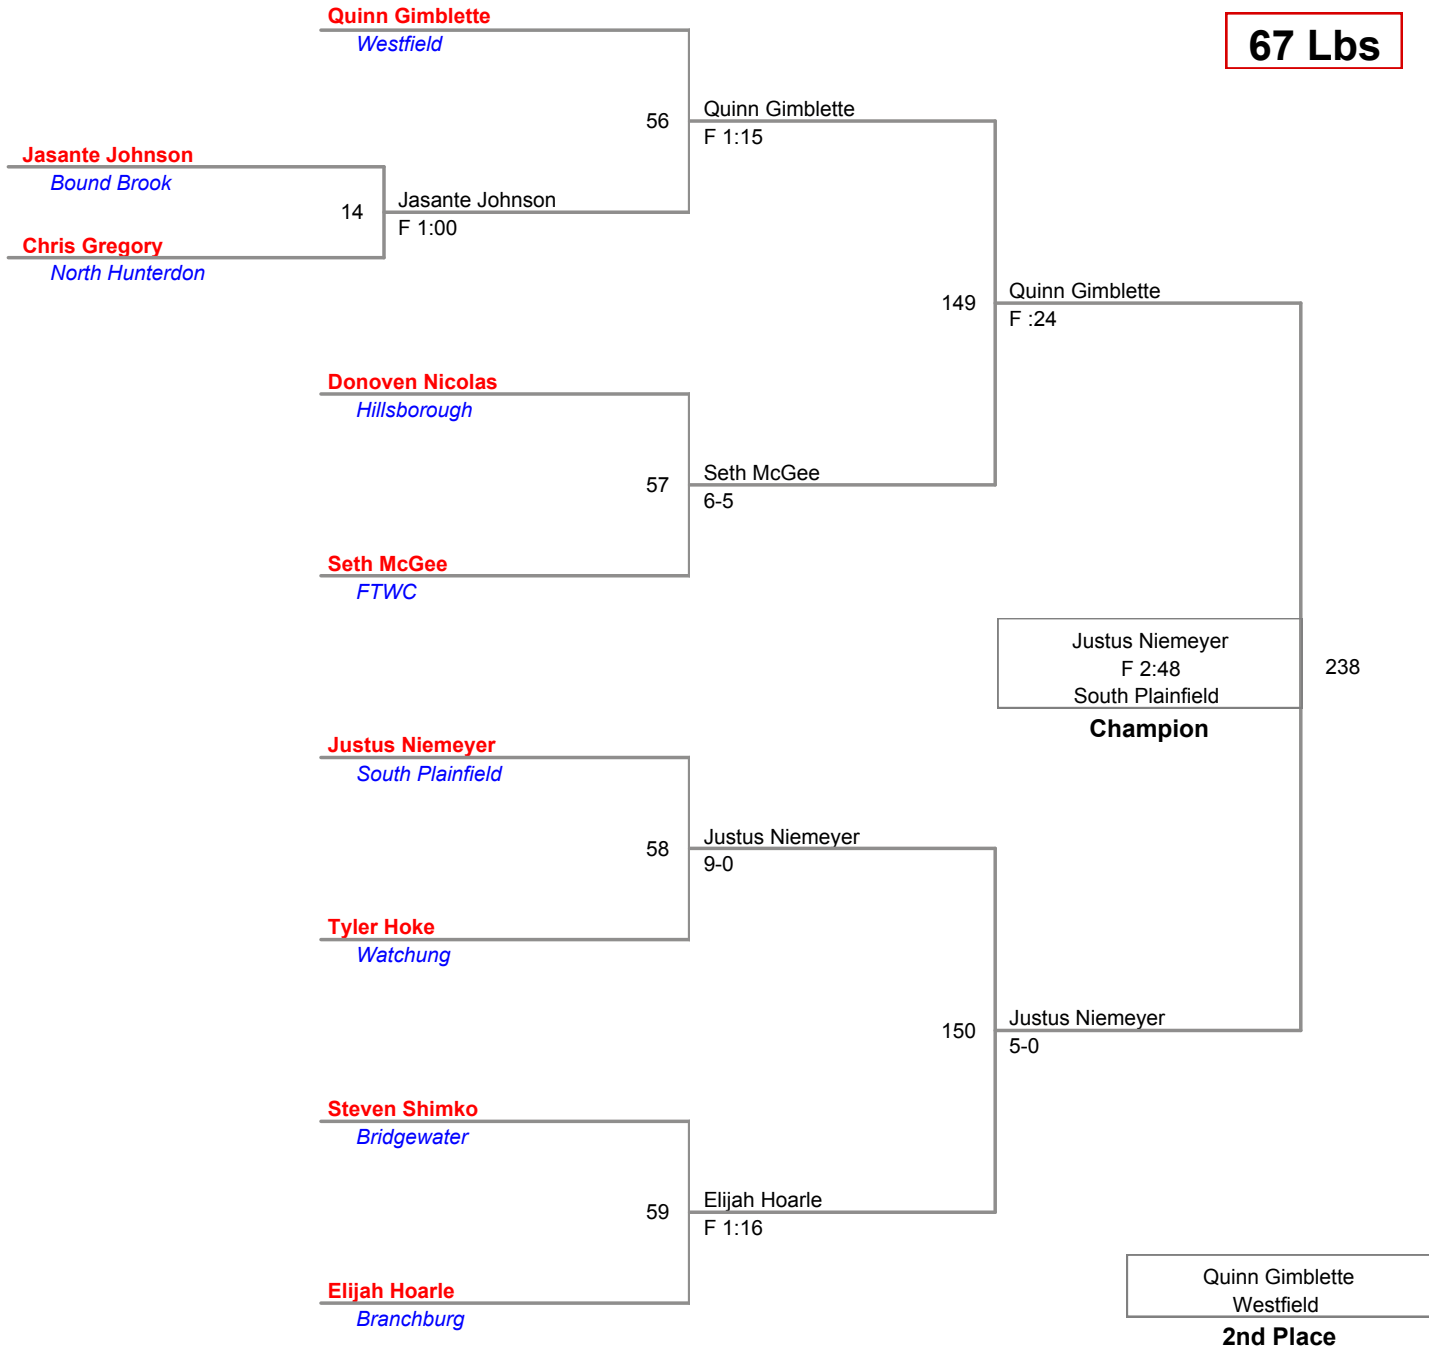 Quinn Gimblette
Westfield
67 Lbs
56
Quinn Gimblette
F 1:15
Jasante Johnson
Bound Brook
14
Jasante Johnson
F 1:00
Chris Gregory
North Hunterdon
149
Quinn Gimblette
F :24
Donoven Nicolas
Hillsborough
57
Seth McGee
6-5
Seth McGee
FTWC
Justus Niemeyer
F 2:48
South Plainfield
238
Champion
Justus Niemeyer
South Plainfield
58
Justus Niemeyer
9-0
Tyler Hoke
Watchung
150
Justus Niemeyer
5-0
Steven Shimko
Bridgewater
59
Elijah Hoarle
F 1:16
Elijah Hoarle
Branchburg
Quinn Gimblette
Westfield
2nd Place